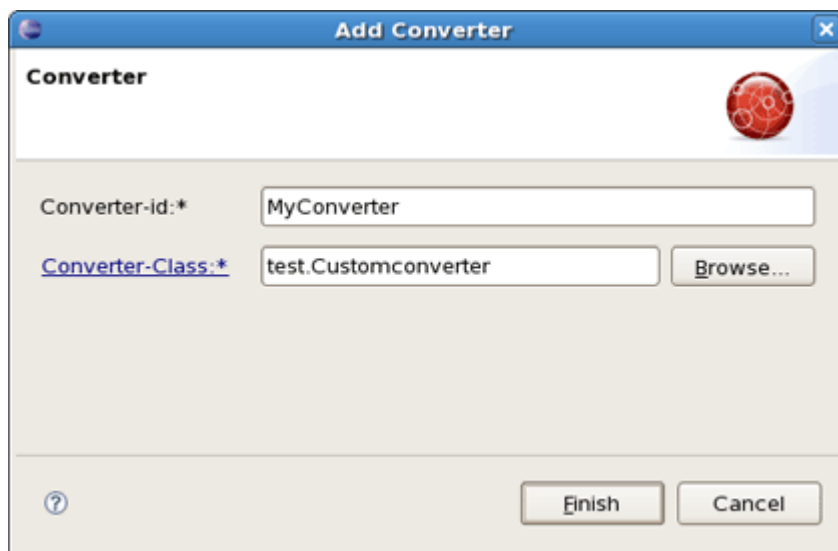 Add Converter
Converter
Converter-id:* MyConverter
Converter-Class:* test.Customconverter Browse...
? Finish Cancel